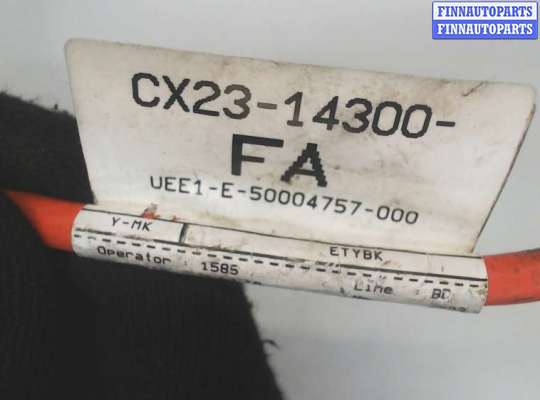 FINNAUTOPARTS
FINNAUTOPARTS
CX23-14300-
FA
UEE1-E-50004757-000
Y-MK
ETYBK
Operator : 1585
Line : BD